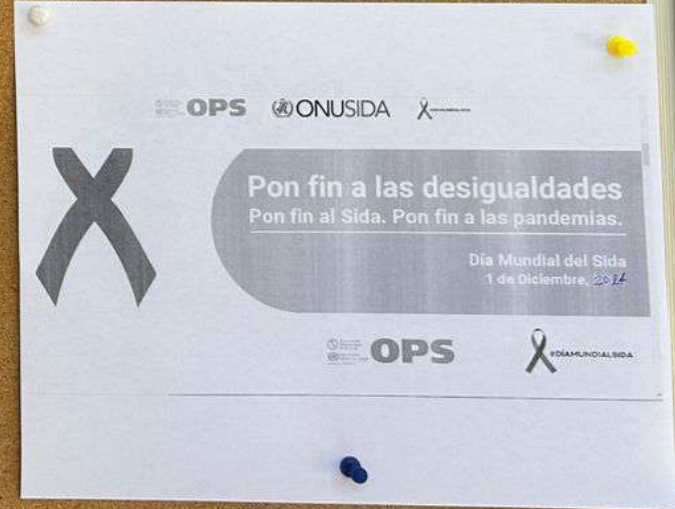 OPS ONUSIDA
Pon fin a las desigualdades
Pon fin al Sida. Pon fin a las pandemias.
Día Mundial del Sida
1 de Diciembre, 2024
OPS #DÍAMUNDIALSIDA